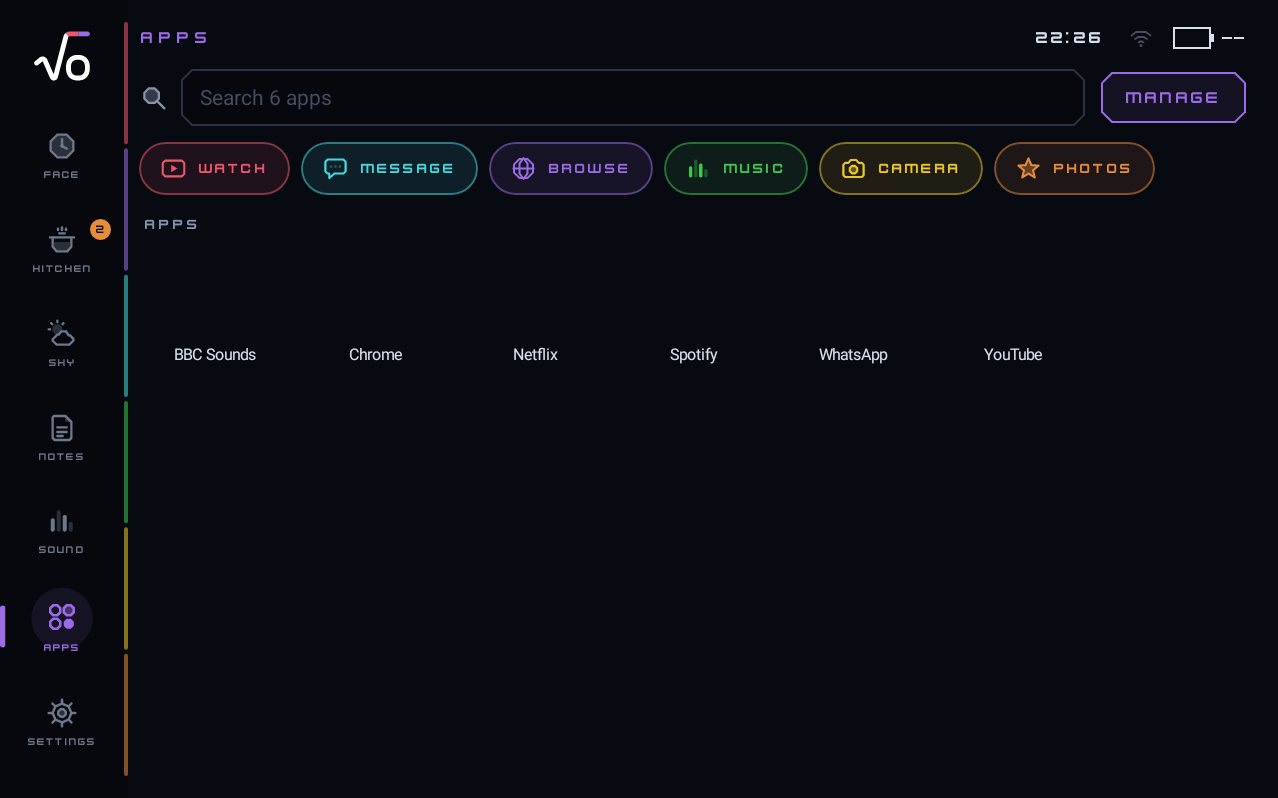 √o
APPS
22:26
--
Search 6 apps
MANAGE
WATCH
MESSAGE
BROWSE
MUSIC
CAMERA
PHOTOS
APPS
BBC Sounds
Chrome
Netflix
Spotify
WhatsApp
YouTube
FACE
2
KITCHEN
SKY
NOTES
SOUND
APPS
SETTINGS